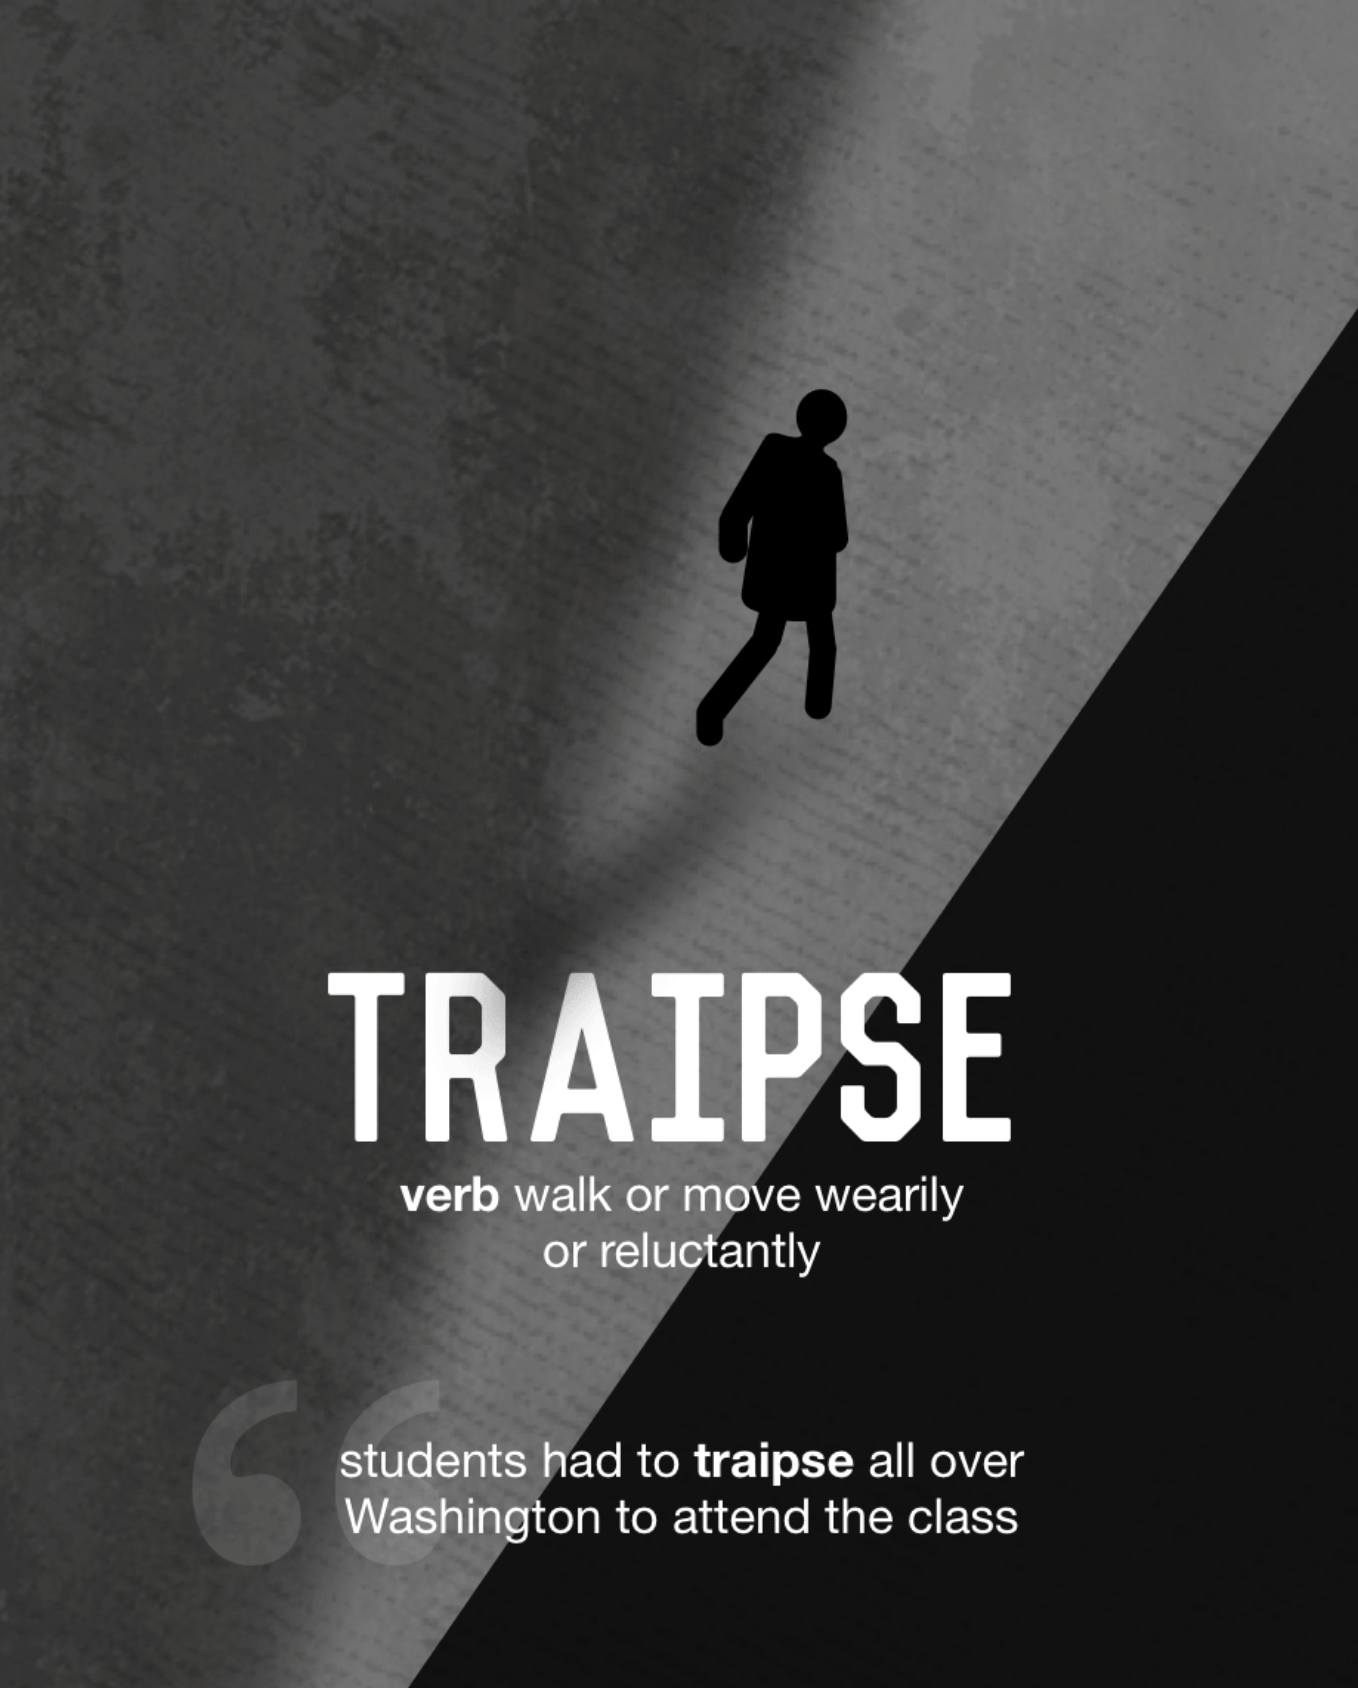 TRAIPSE
verb walk or move wearily
or reluctantly
“
students had to traipse all over
Washington to attend the class